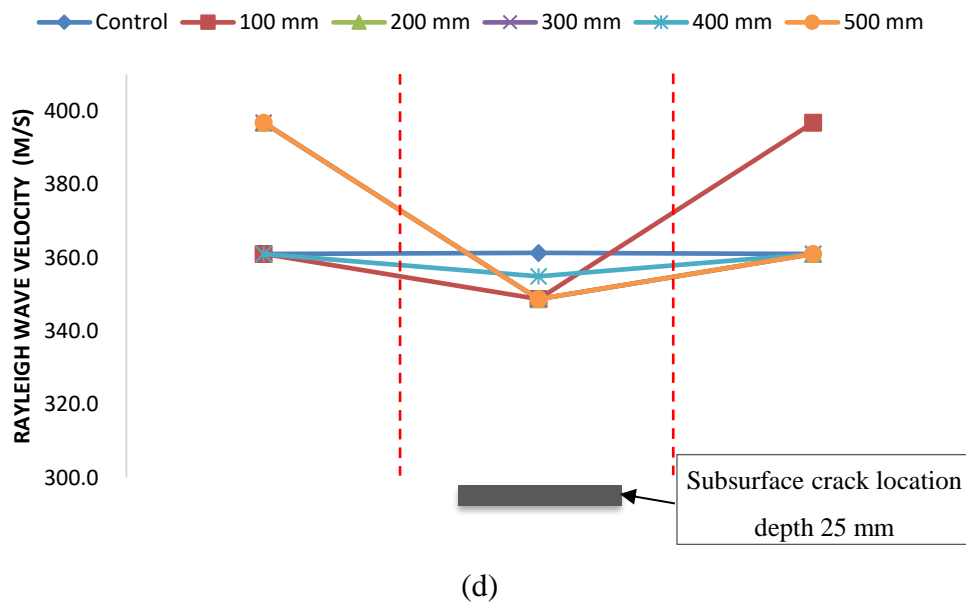 Control 100 mm 200 mm 300 mm 400 mm 500 mm
RAYLEIGH WAVE VELOCITY (M/S)
400.0
380.0
360.0
340.0
320.0
300.0
Subsurface crack location
depth 25 mm
(d)